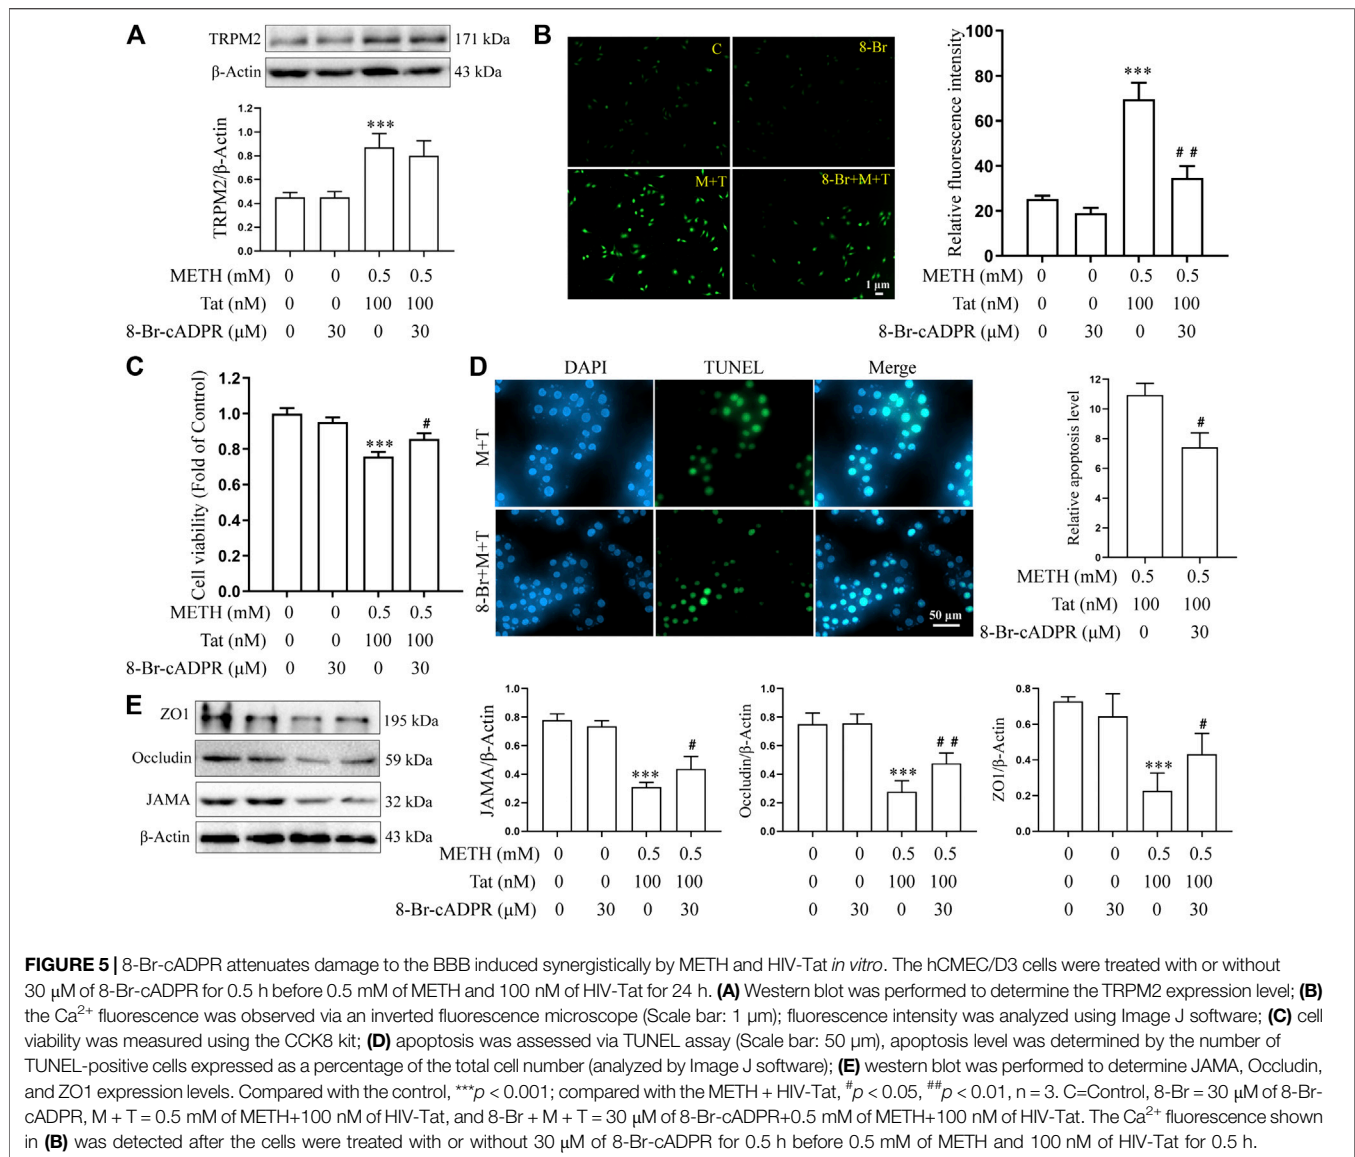 A
TRPM2
171 kDa
β-Actin
43 kDa
TRPM2/β-Actin
1.2
1.0
0.8
0.6
0.4
0.2
0.0
***
METH (mM) 0 0 0.5 0.5
Tat (nM) 0 0 100 100
8-Br-cADPR (μM) 0 30 0 30
B
C
8-Br
M+T
8-Br+M+T
1 μm
Relative fluorescence intensity
100
80
60
40
20
0
***
# #
METH (mM) 0 0 0.5 0.5
Tat (nM) 0 0 100 100
8-Br-cADPR (μM) 0 30 0 30
C
Cell viability (Fold of Control)
1.2
1.0
0.8
0.6
0.4
0.2
0.0
***
#
METH (mM) 0 0 0.5 0.5
Tat (nM) 0 0 100 100
8-Br-cADPR (μM) 0 30 0 30
D
DAPI TUNEL Merge
M+T
8-Br+M+T
50 μm
Relative apoptosis level
12
10
8
6
4
2
0
#
METH (mM) 0.5 0.5
Tat (nM) 100 100
8-Br-cADPR (μM) 0 30
E
ZO1
195 kDa
Occludin
59 kDa
JAMA
32 kDa
β-Actin
43 kDa
JAMA/β-Actin
1.0
0.8
0.6
0.4
0.2
0.0
***
#
METH (mM) 0 0 0.5 0.5
Tat (nM) 0 0 100 100
8-Br-cADPR (μM) 0 30 0 30
Occludin/β-Actin
1.0
0.8
0.6
0.4
0.2
0.0
***
# #
0 0 0.5 0.5
0 0 100 100
0 30 0 30
ZO1/β-Actin
0.8
0.6
0.4
0.2
0.0
***
#
0 0 0.5 0.5
0 0 100 100
0 30 0 30
FIGURE 5 | 8-Br-cADPR attenuates damage to the BBB induced synergistically by METH and HIV-Tat in vitro. The hCMEC/D3 cells were treated with or without
30 μM of 8-Br-cADPR for 0.5 h before 0.5 mM of METH and 100 nM of HIV-Tat for 24 h. (A) Western blot was performed to determine the TRPM2 expression level; (B)
the Ca²⁺ fluorescence was observed via an inverted fluorescence microscope (Scale bar: 1 μm); fluorescence intensity was analyzed using Image J software; (C) cell
viability was measured using the CCK8 kit; (D) apoptosis was assessed via TUNEL assay (Scale bar: 50 μm), apoptosis level was determined by the number of
TUNEL-positive cells expressed as a percentage of the total cell number (analyzed by Image J software); (E) western blot was performed to determine JAMA, Occludin,
and ZO1 expression levels. Compared with the control, ***p < 0.001; compared with the METH + HIV-Tat, #p < 0.05, ##p < 0.01, n = 3. C=Control, 8-Br = 30 μM of 8-Br-
cADPR, M + T = 0.5 mM of METH+100 nM of HIV-Tat, and 8-Br + M + T = 30 μM of 8-Br-cADPR+0.5 mM of METH+100 nM of HIV-Tat. The Ca²⁺ fluorescence shown
in (B) was detected after the cells were treated with or without 30 μM of 8-Br-cADPR for 0.5 h before 0.5 mM of METH and 100 nM of HIV-Tat for 0.5 h.